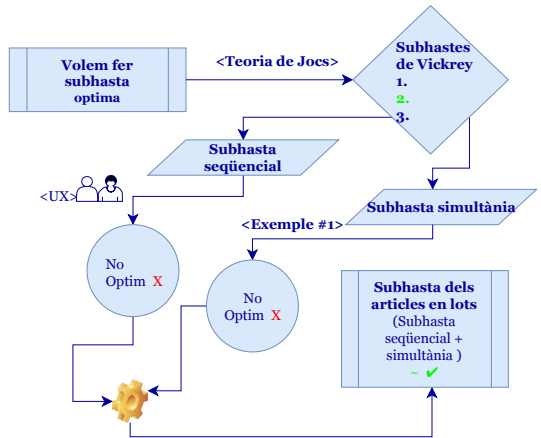 Volem fer
subhasta
optima
<Teoria de Jocs>
Subhastes
de Vickrey
1.
2.
3.
Subhasta
seqüencial
<UX>
Subhasta simultània
<Exemple #1>
No
Optim X
No
Optim X
Subhasta dels
articles en lots
(Subhasta
seqüencial +
simultània )
~ ✔